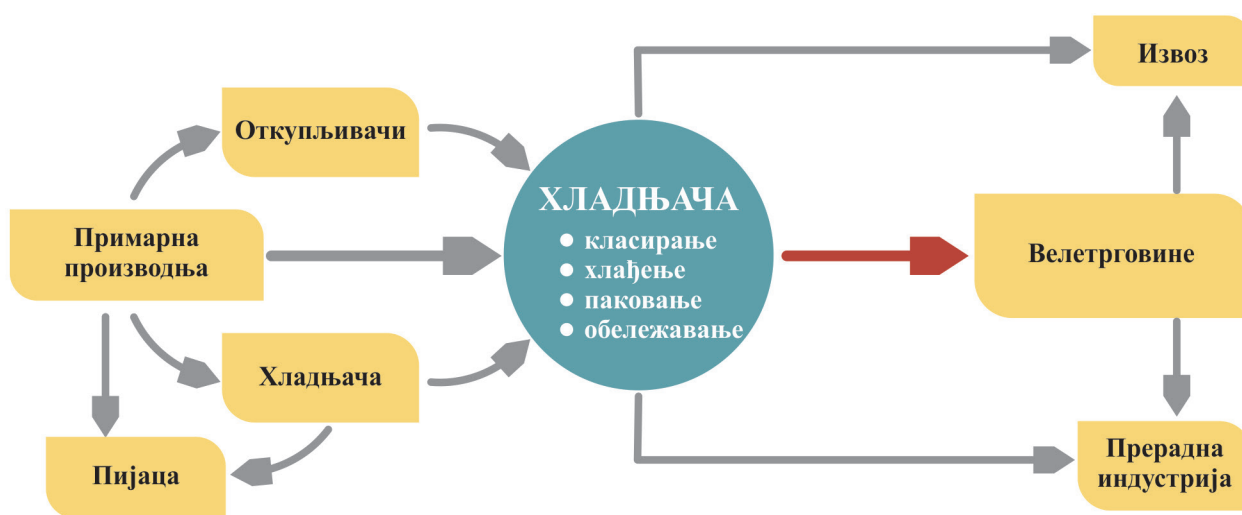 Извоз
Откупљивачи
ХЛАДЊАЧА
● класирање
● хлађење
● паковање
● обележавање
Примарна
производња
Велетрговине
Хладњача
Пијаца
Прерадна
индустрија